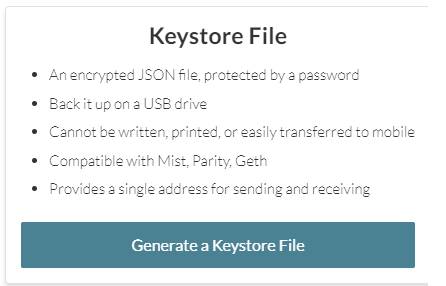 Keystore File
• An encrypted JSON file, protected by a password
• Back it up on a USB drive
• Cannot be written, printed, or easily transferred to mobile
• Compatible with Mist, Parity, Geth
• Provides a single address for sending and receiving
Generate a Keystore File